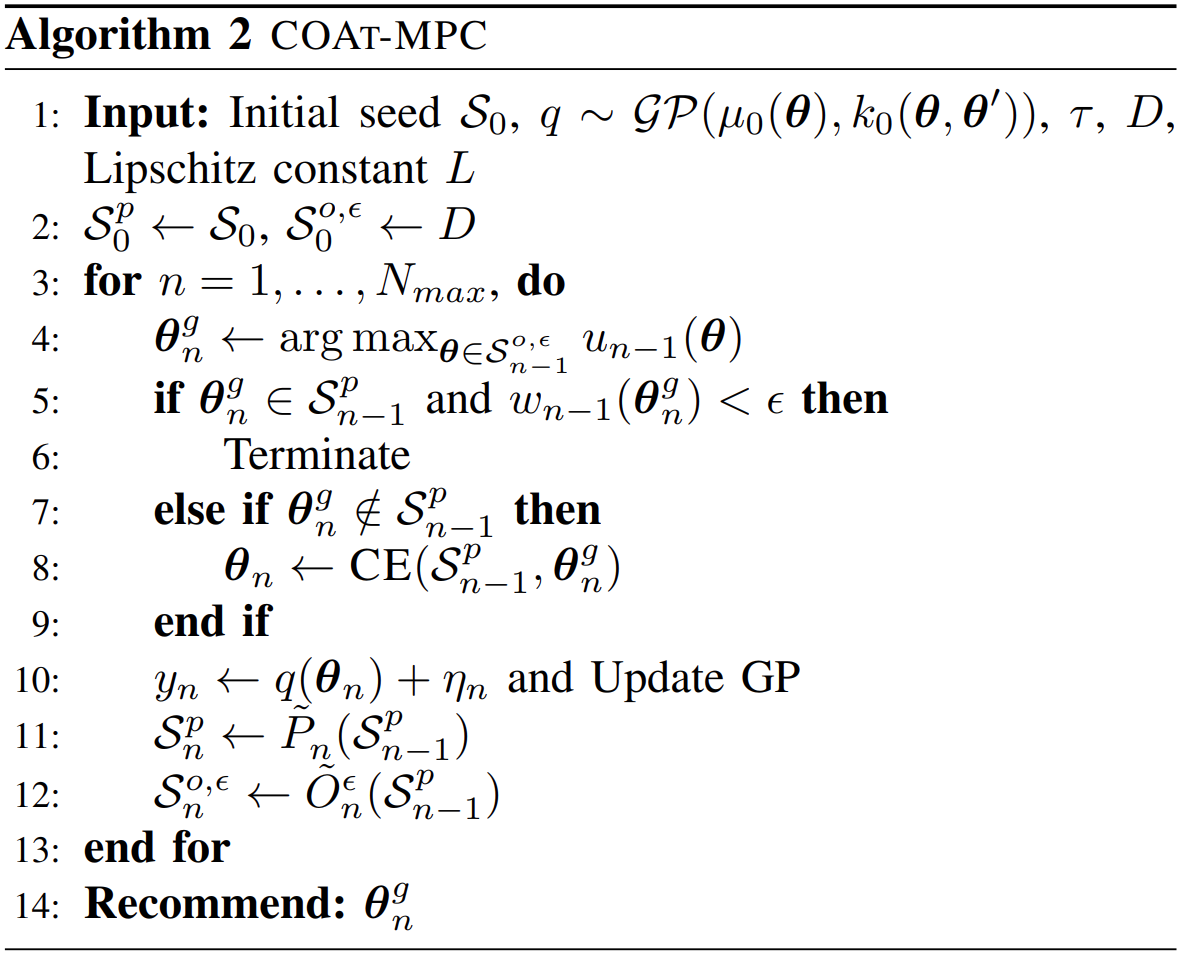 Algorithm 2 COAT-MPC
1: Input: Initial seed $\mathcal{S}_0$, $q \sim \mathcal{GP}(\mu_0(\boldsymbol{\theta}), k_0(\boldsymbol{\theta}, \boldsymbol{\theta}'))$, $\tau$, $D$,
Lipschitz constant $L$
2: $\mathcal{S}_0^p \leftarrow \mathcal{S}_0$, $\mathcal{S}_0^{o,\epsilon} \leftarrow D$
3: for $n = 1, \ldots, N_{max}$, do
4: $\boldsymbol{\theta}_n^g \leftarrow \arg\max_{\boldsymbol{\theta} \in \mathcal{S}_{n-1}^{o,\epsilon}} u_{n-1}(\boldsymbol{\theta})$
5: if $\boldsymbol{\theta}_n^g \in \mathcal{S}_{n-1}^p$ and $w_{n-1}(\boldsymbol{\theta}_n^g) < \epsilon$ then
6: Terminate
7: else if $\boldsymbol{\theta}_n^g \notin \mathcal{S}_{n-1}^p$ then
8: $\boldsymbol{\theta}_n \leftarrow \text{CE}(\mathcal{S}_{n-1}^p, \boldsymbol{\theta}_n^g)$
9: end if
10: $y_n \leftarrow q(\boldsymbol{\theta}_n) + \eta_n$ and Update GP
11: $\mathcal{S}_n^p \leftarrow \tilde{P}_n(\mathcal{S}_{n-1}^p)$
12: $\mathcal{S}_n^{o,\epsilon} \leftarrow \tilde{O}_n^{\epsilon}(\mathcal{S}_{n-1}^p)$
13: end for
14: Recommend: $\boldsymbol{\theta}_n^g$